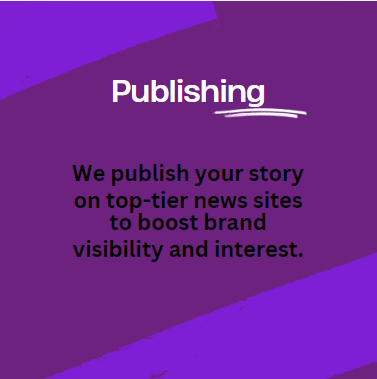 Publishing
We publish your story
on top-tier news sites
to boost brand
visibility and interest.